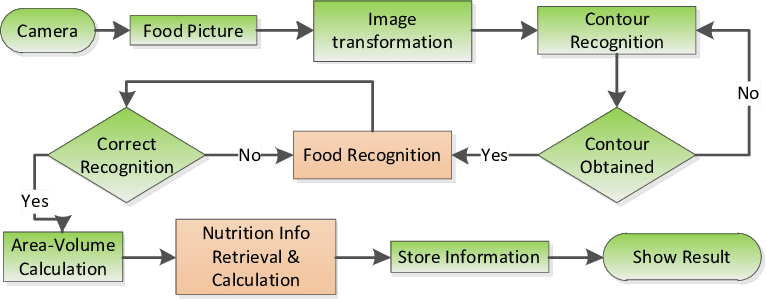 Camera
Food Picture
Image
transformation
Contour
Recognition
No
Correct
Recognition
No
Food Recognition
Yes
Contour
Obtained
Yes
Area-Volume
Calculation
Nutrition Info
Retrieval &
Calculation
Store Information
Show Result